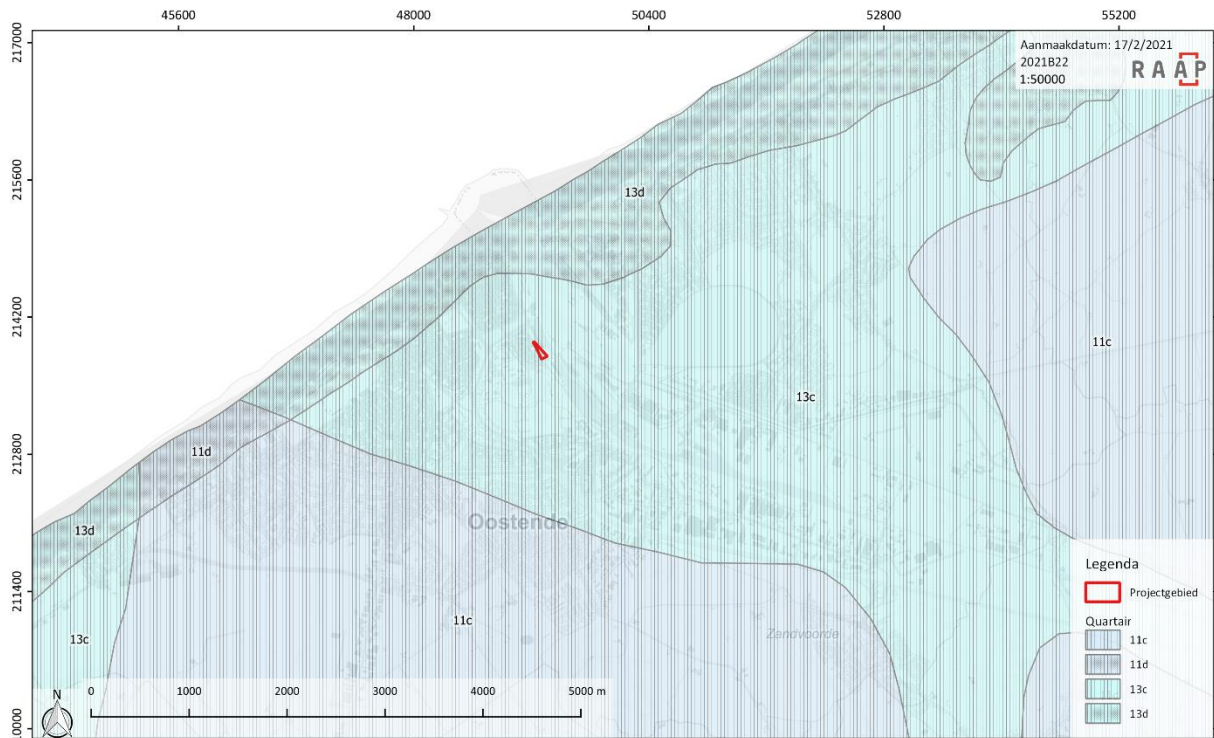 45600 48000 50400 52800 55200
217000
215600
214200
212800
211400
Aanmaakdatum: 17/2/2021
2021B22
1:50000
RAAP
13d
11c
13c
11d
13d
Oostende
13c
11c
Zandvoorde
Legenda
Projectgebied
Quartair
11c
11d
13c
13d
N
0 1000 2000 3000 4000 5000 m